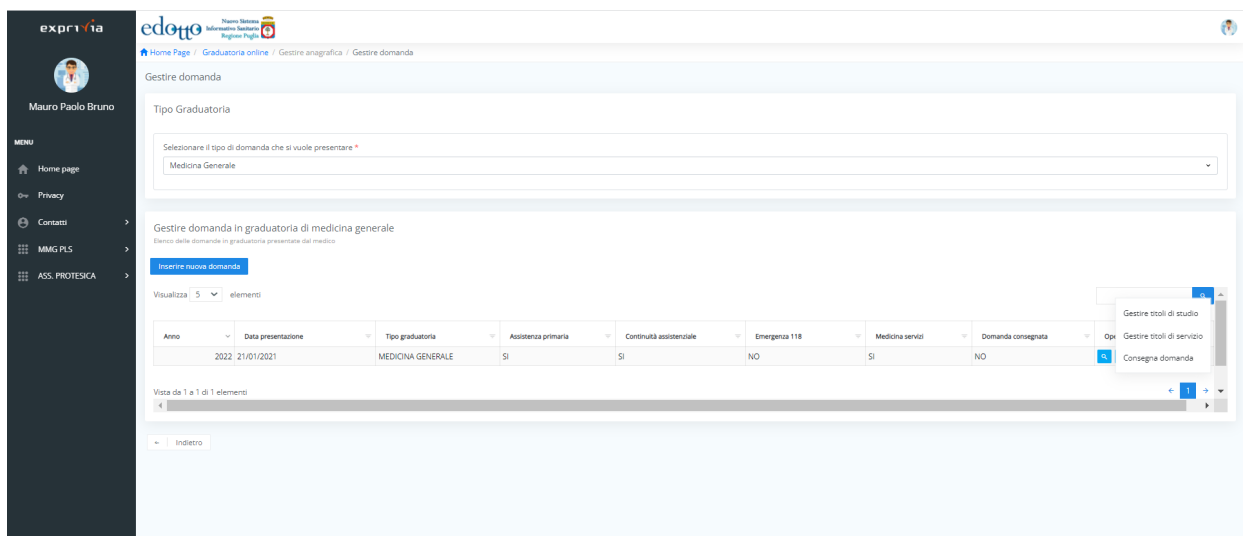 exprivia
edotto Nuovo Sistema Informativo Sanitario Regione Puglia
Home Page / Graduatoria online / Gestire anagrafica / Gestire domanda
Gestire domanda
Mauro Paolo Bruno
MENU
Home page
Privacy
Contatti
MMG PLS
ASS. PROTESICA
Tipo Graduatoria
Selezionare il tipo di domanda che si vuole presentare *
Medicina Generale
Gestire domanda in graduatoria di medicina generale
Elenco delle domande in graduatoria presentate dal medico
Inserire nuova domanda
Visualizza 5 elementi
Gestire titoli di studio
Gestire titoli di servizio
Consegna domanda
Anno Data presentazione Tipo graduatoria Assistenza primaria Continuità assistenziale Emergenza 118 Medicina servizi Domanda consegnata
2022 21/01/2021 MEDICINA GENERALE SI SI NO SI NO
Vista da 1 a 1 di 1 elementi
← 1 →
← Indietro